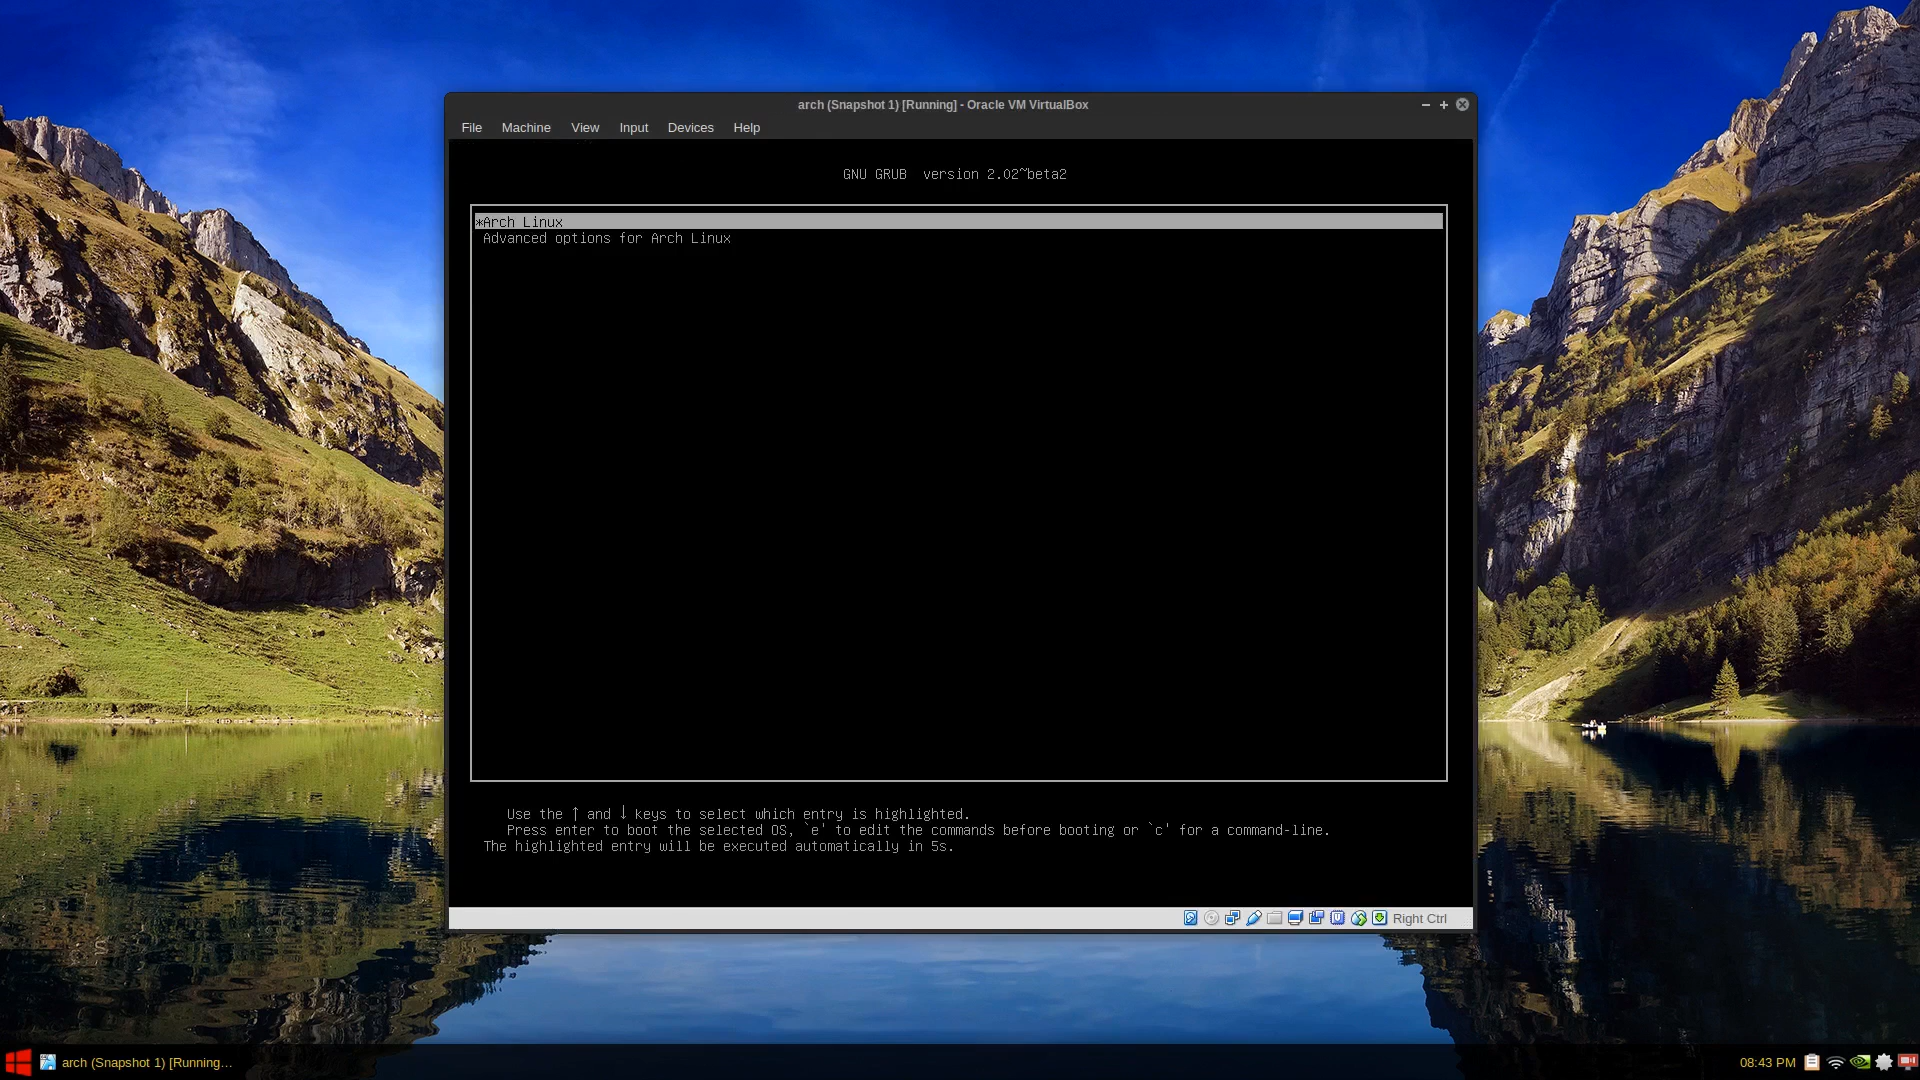 arch (Snapshot 1) [Running] - Oracle VM VirtualBox
File Machine View Input Devices Help
GNU GRUB version 2.02~beta2
*Arch Linux
Advanced options for Arch Linux
Use the ↑ and ↓ keys to select which entry is highlighted.
Press enter to boot the selected OS, `e' to edit the commands before booting or `c' for a command-line.
The highlighted entry will be executed automatically in 5s.
Right Ctrl
arch (Snapshot 1) [Running...
08:43 PM